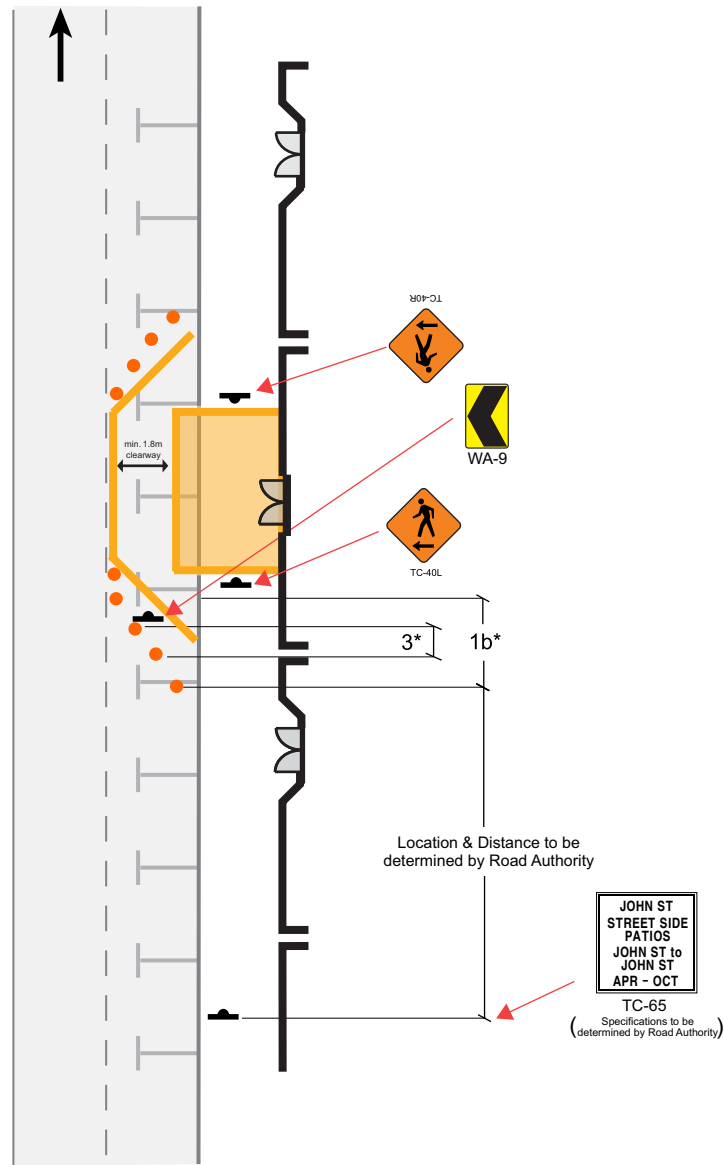 TC-40R
min. 1.8m
clearway
WA-9
TC-40L
3*
1b*
Location & Distance to be
determined by Road Authority
JOHN ST
STREET SIDE
PATIOS
JOHN ST to
JOHN ST
APR - OCT
TC-65
(Specifications to be
determined by Road Authority)